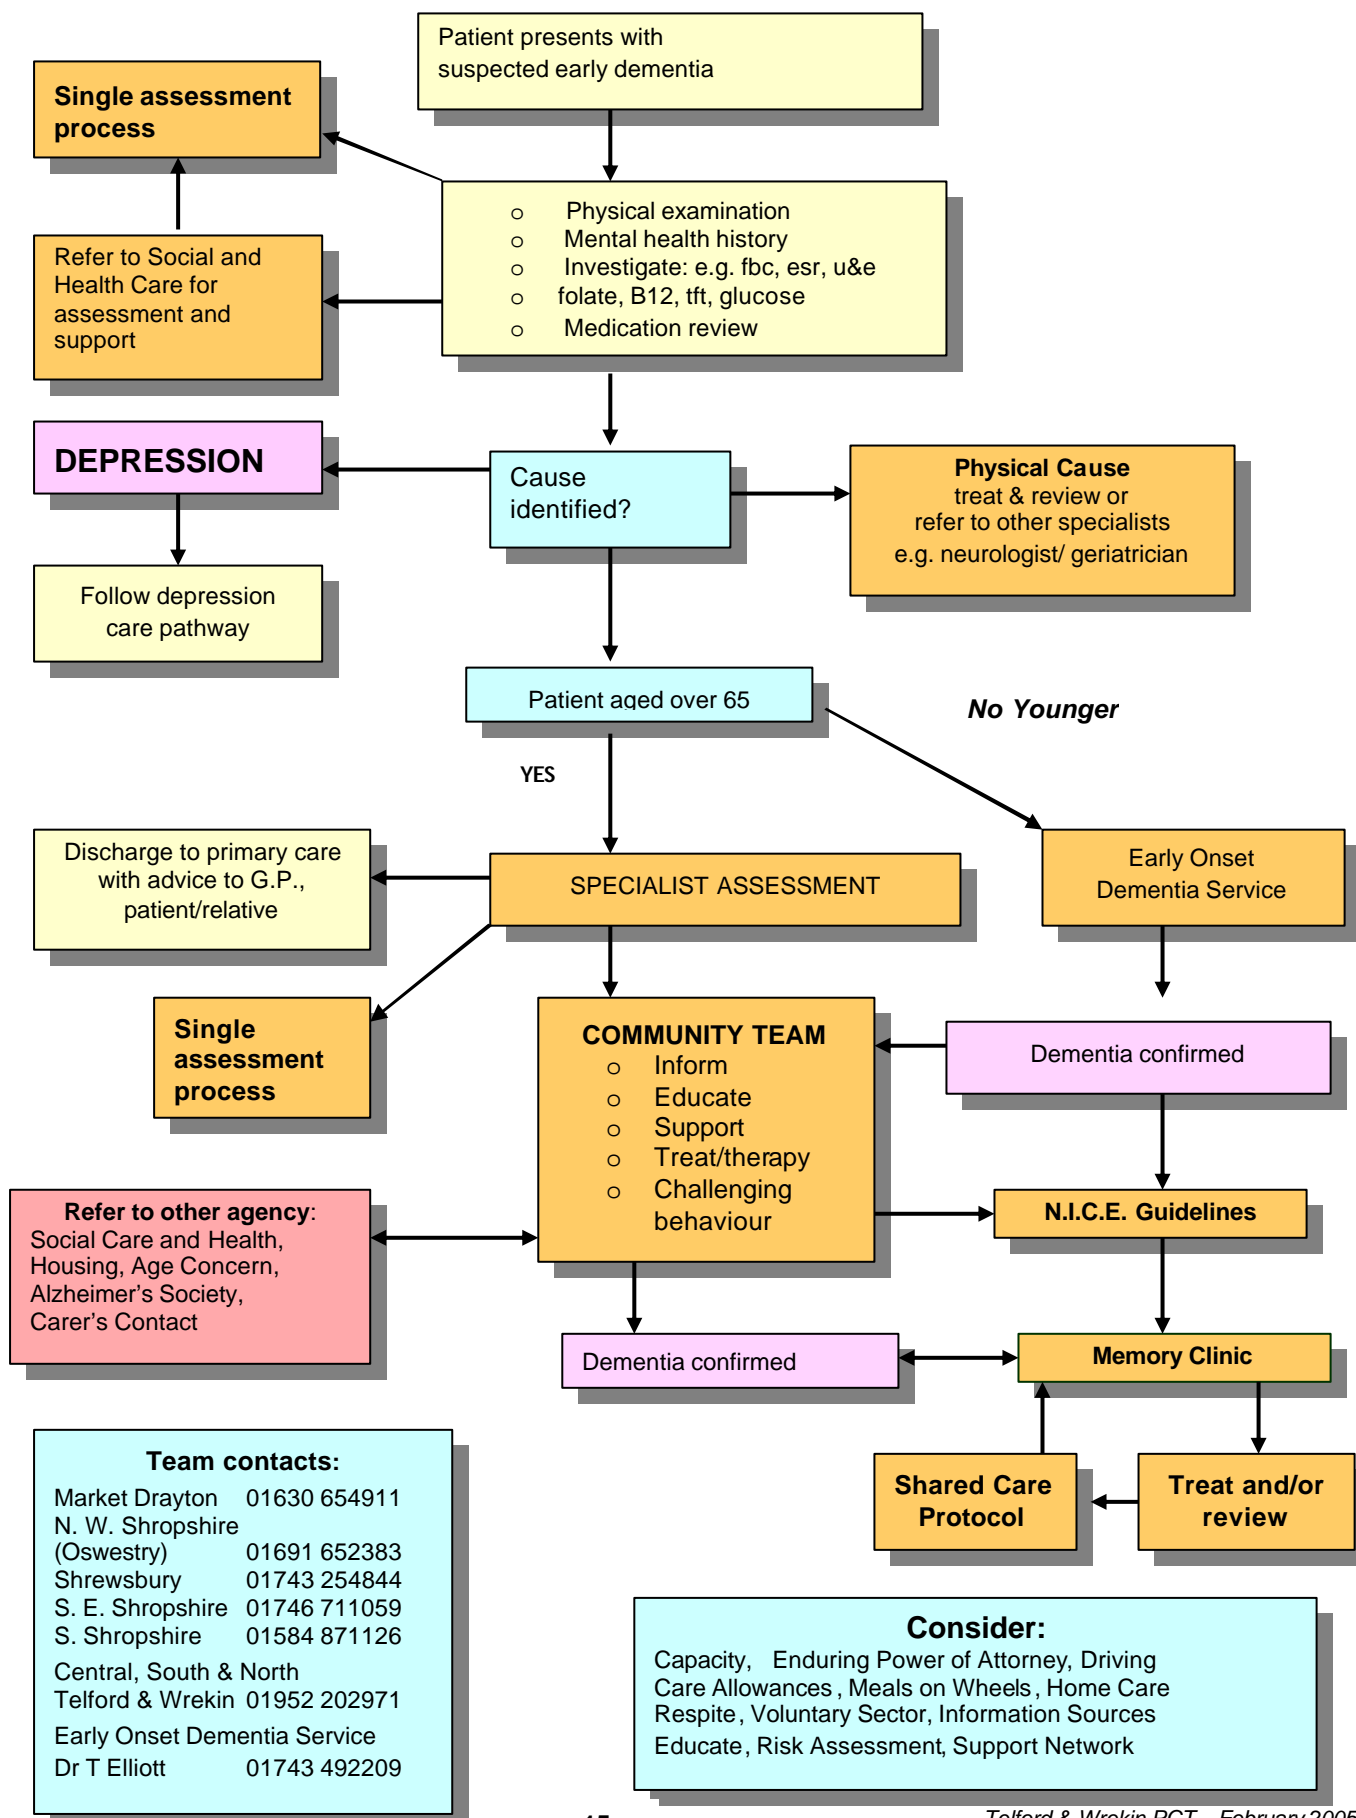 Patient presents with
suspected early dementia
Single assessment
process
o Physical examination
o Mental health history
o Investigate: e.g. fbc, esr, u&e
o folate, B12, tft, glucose
o Medication review
Refer to Social and
Health Care for
assessment and
support
DEPRESSION
Cause
identified?
Physical Cause
treat & review or
refer to other specialists
e.g. neurologist/ geriatrician
Follow depression
care pathway
Patient aged over 65
No Younger
YES
Discharge to primary care
with advice to G.P.,
patient/relative
SPECIALIST ASSESSMENT
Early Onset
Dementia Service
Single
assessment
process
COMMUNITY TEAM
o Inform
o Educate
o Support
o Treat/therapy
o Challenging
behaviour
Dementia confirmed
Refer to other agency:
Social Care and Health,
Housing, Age Concern,
Alzheimer's Society,
Carer's Contact
N.I.C.E. Guidelines
Dementia confirmed
Memory Clinic
Shared Care
Protocol
Treat and/or
review
Team contacts:
Market Drayton 01630 654911
N. W. Shropshire
(Oswestry) 01691 652383
Shrewsbury 01743 254844
S. E. Shropshire 01746 711059
S. Shropshire 01584 871126
Central, South & North
Telford & Wrekin 01952 202971
Early Onset Dementia Service
Dr T Elliott 01743 492209
Consider:
Capacity, Enduring Power of Attorney, Driving
Care Allowances, Meals on Wheels, Home Care
Respite, Voluntary Sector, Information Sources
Educate, Risk Assessment, Support Network
Telford & Wrekin PCT – February 2005